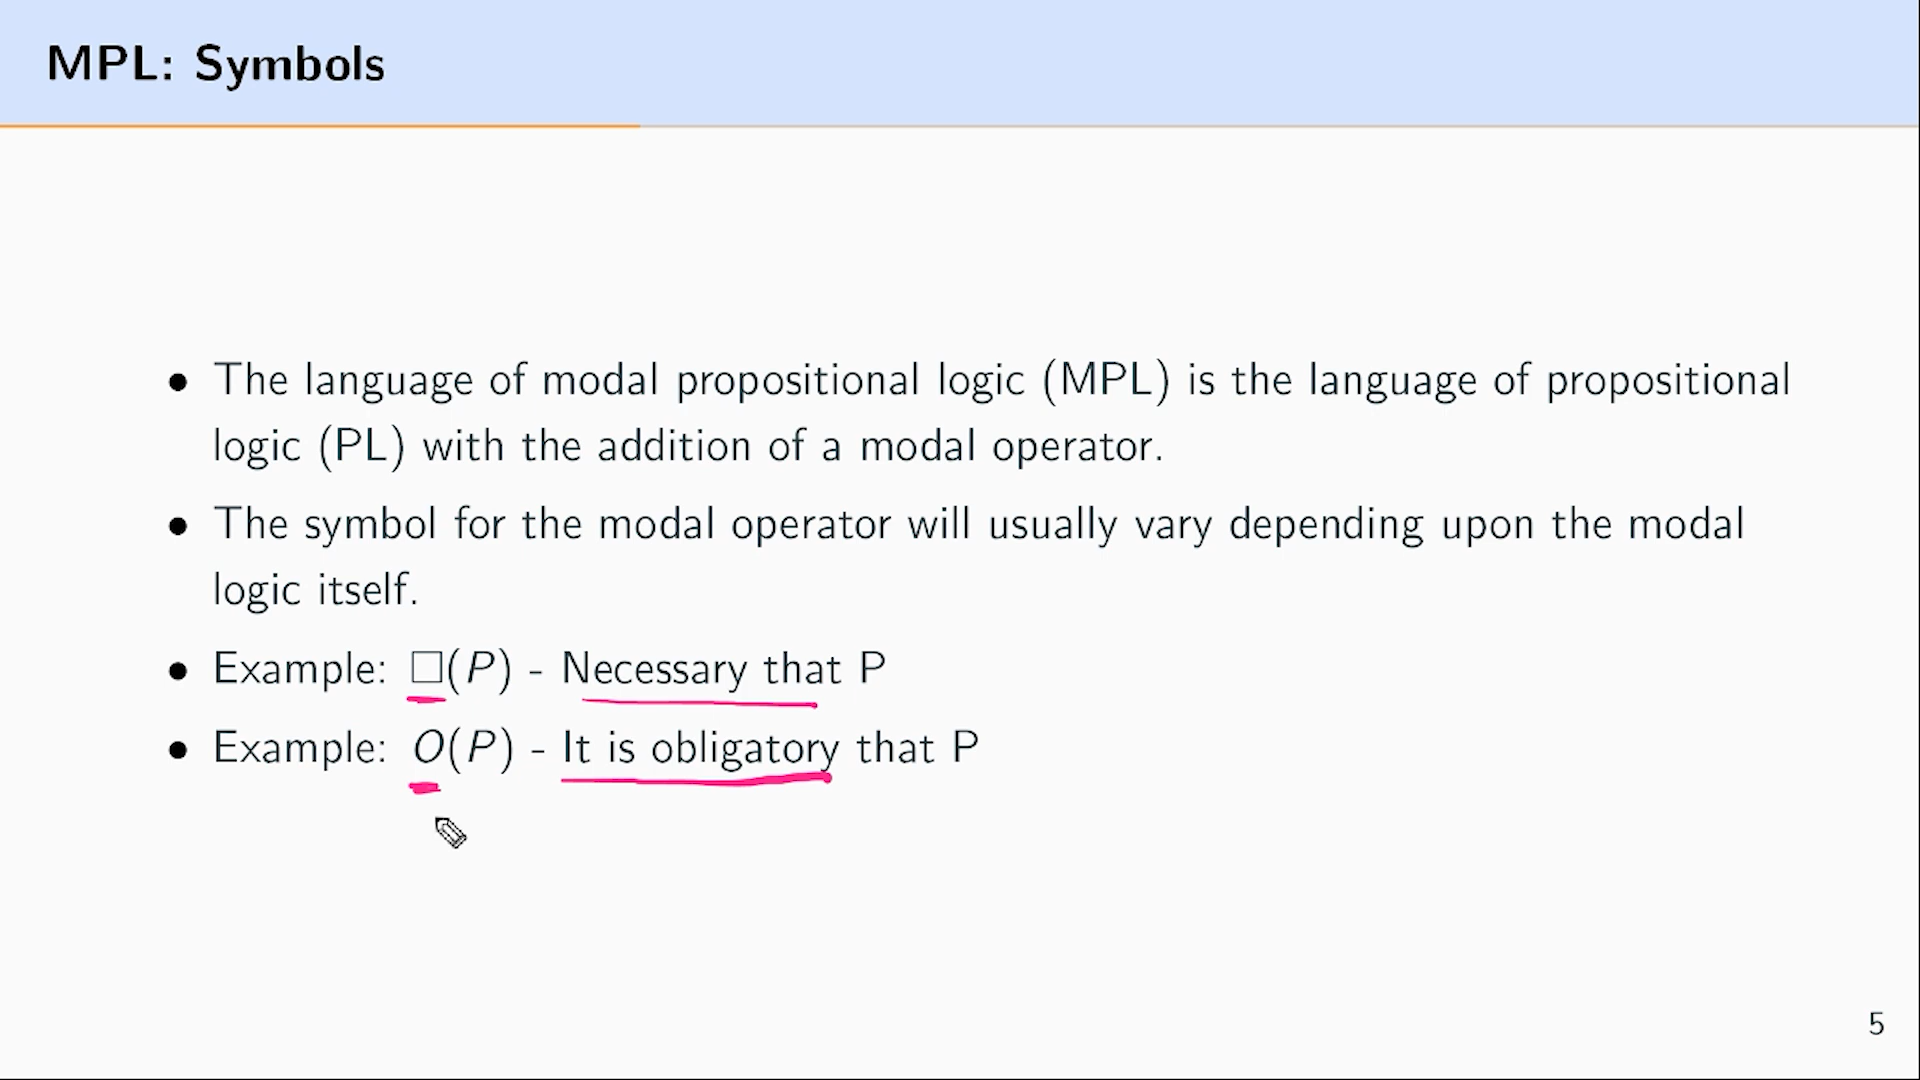 MPL: Symbols
• The language of modal propositional logic (MPL) is the language of propositional
logic (PL) with the addition of a modal operator.
• The symbol for the modal operator will usually vary depending upon the modal
logic itself.
• Example: □(P) - Necessary that P
• Example: O(P) - It is obligatory that P
5